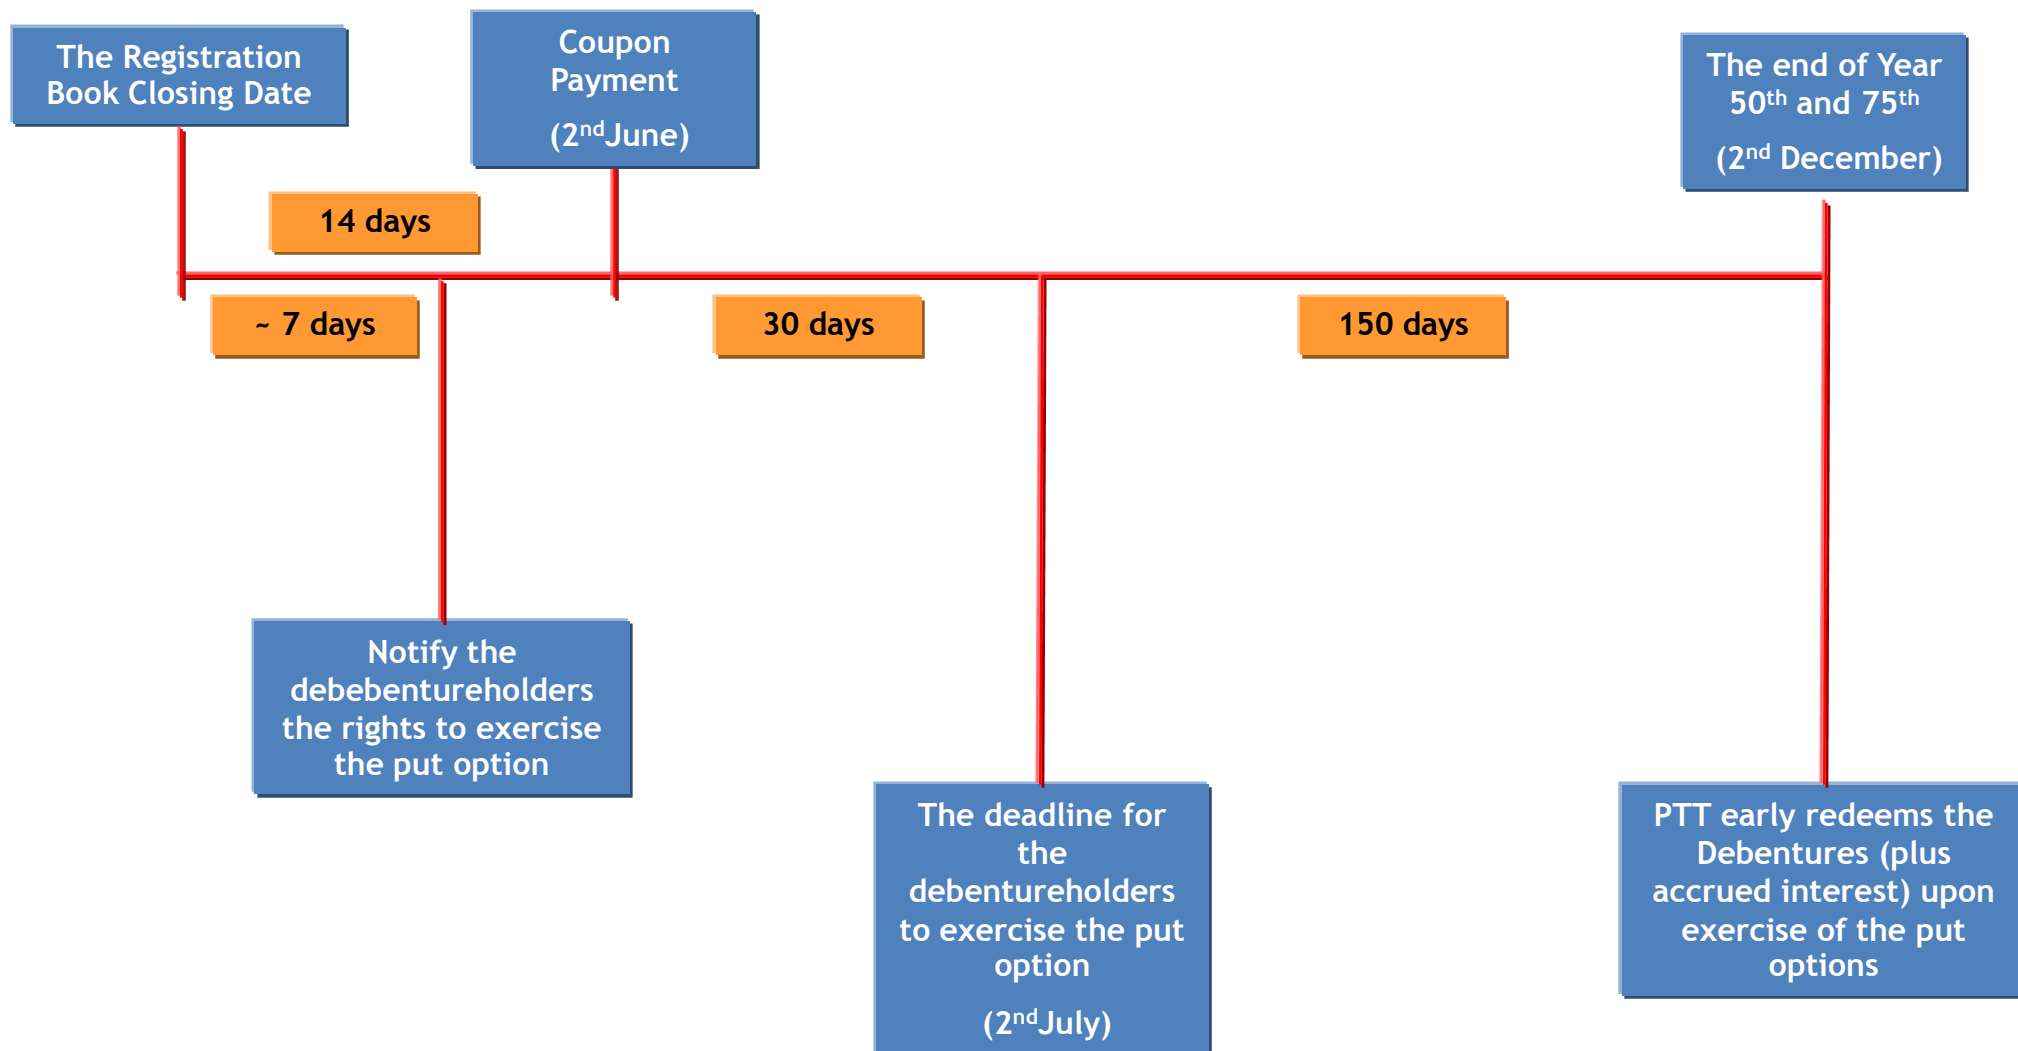 The Registration
Book Closing Date
Coupon
Payment
(2nd June)
The end of Year
50th and 75th
(2nd December)
14 days
~ 7 days
30 days
150 days
Notify the
debebentureholders
the rights to exercise
the put option
The deadline for
the
debentureholders
to exercise the put
option
(2nd July)
PTT early redeems the
Debentures (plus
accrued interest) upon
exercise of the put
options